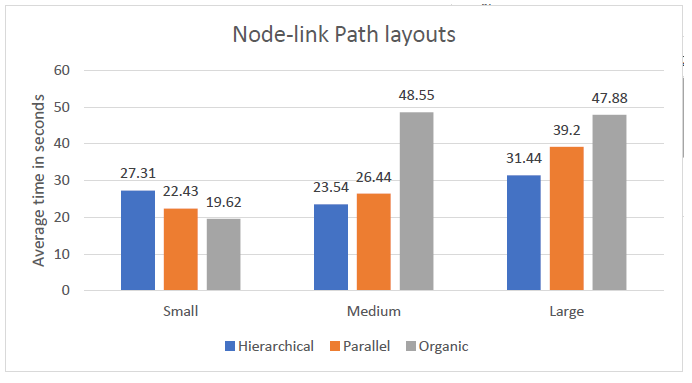 Node-link Path layouts
Average time in seconds
60
50
40
30
20
10
0
27.31
22.43
19.62
23.54
26.44
48.55
31.44
39.2
47.88
Small
Medium
Large
Hierarchical
Parallel
Organic